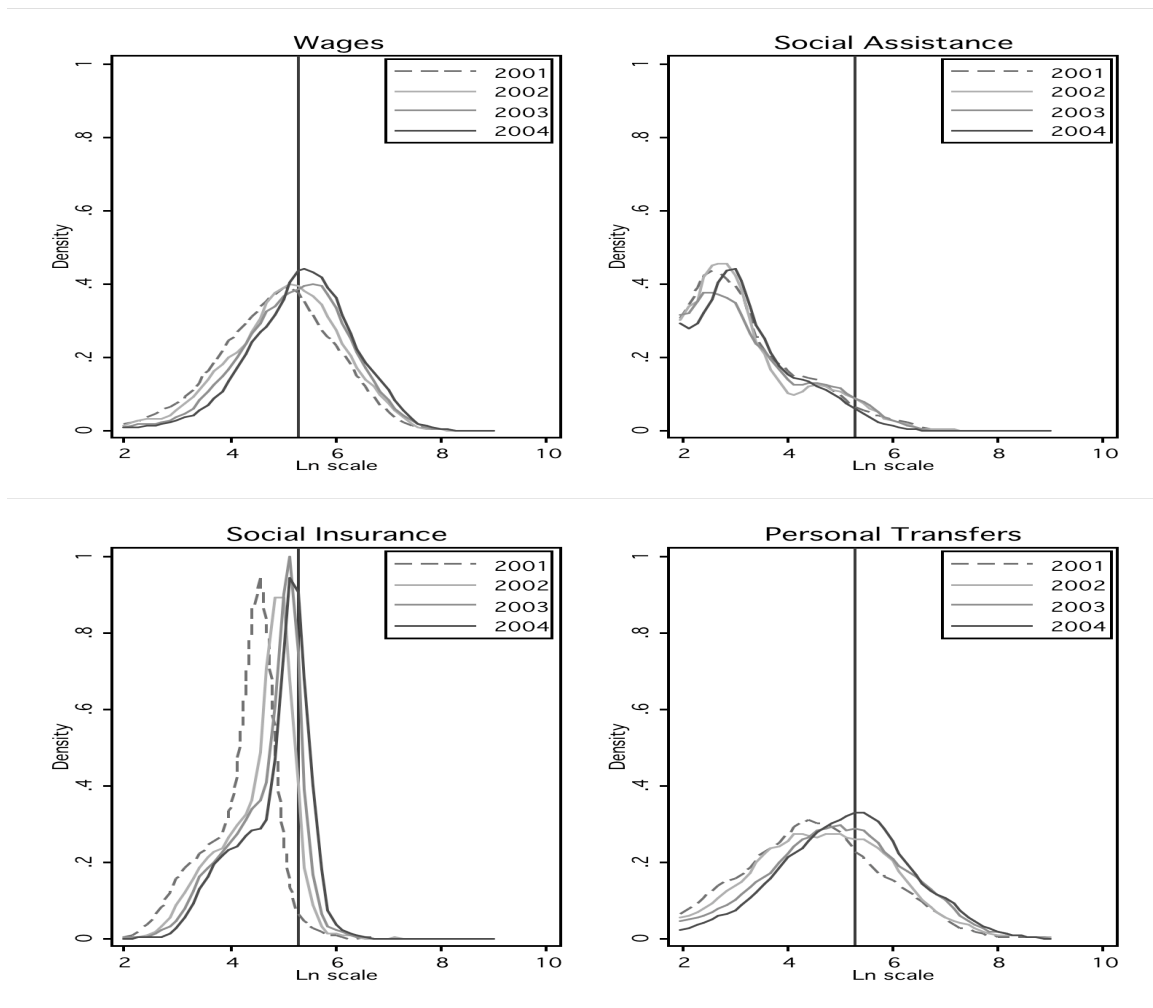 Wages
1
.8
.6
.4
.2
0
Density
2001
2002
2003
2004
2 4 6 8 10
Ln scale
Social Assistance
1
.8
.6
.4
.2
0
Density
2001
2002
2003
2004
2 4 6 8 10
Ln scale
Social Insurance
1
.8
.6
.4
.2
0
Density
2001
2002
2003
2004
2 4 6 8 10
Ln scale
Personal Transfers
1
.8
.6
.4
.2
0
Density
2001
2002
2003
2004
2 4 6 8 10
Ln scale